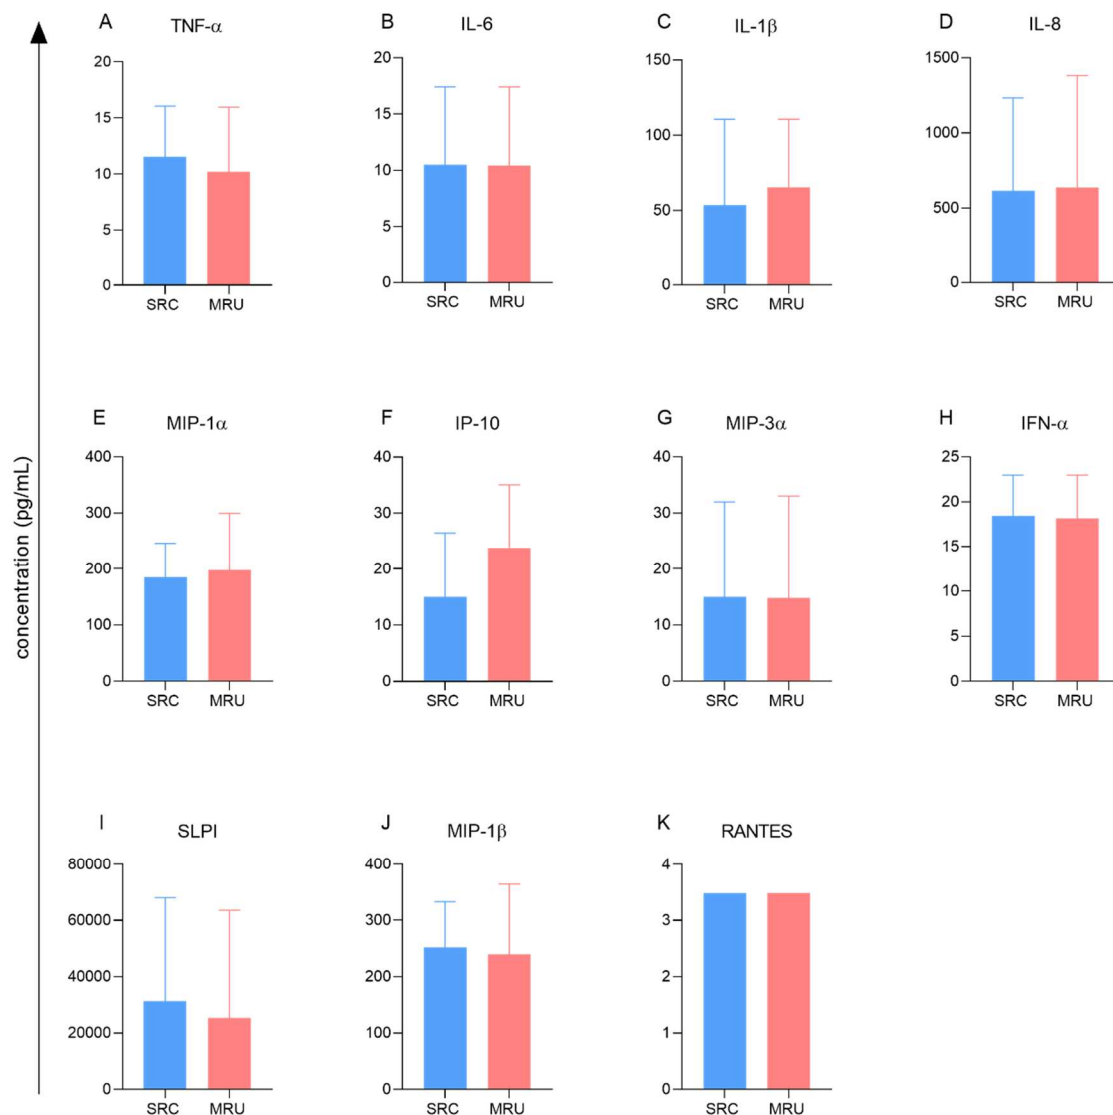 concentration (pg/mL)
A TNF-α
20
15
10
5
0
SRC MRU
B IL-6
20
15
10
5
0
SRC MRU
C IL-1β
150
100
50
0
SRC MRU
D IL-8
1500
1000
500
0
SRC MRU
E MIP-1α
400
300
200
100
0
SRC MRU
F IP-10
40
30
20
10
0
SRC MRU
G MIP-3α
40
30
20
10
0
SRC MRU
H IFN-α
25
20
15
10
5
0
SRC MRU
I SLPI
80000
60000
40000
20000
0
SRC MRU
J MIP-1β
400
300
200
100
0
SRC MRU
K RANTES
4
3
2
1
0
SRC MRU